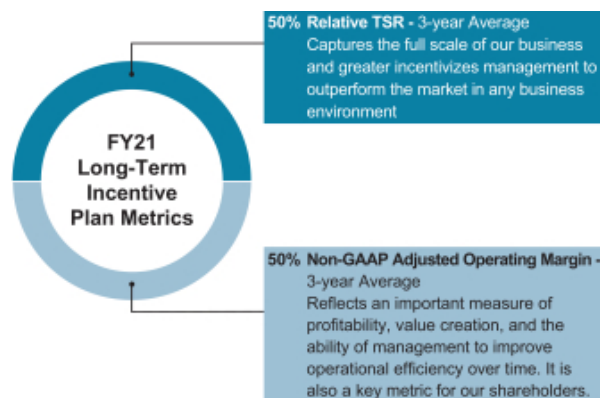 50% Relative TSR - 3-year Average
Captures the full scale of our business
and greater incentivizes management to
outperform the market in any business
environment
FY21
Long-Term
Incentive
Plan Metrics
50% Non-GAAP Adjusted Operating Margin -
3-year Average
Reflects an important measure of
profitability, value creation, and the
ability of management to improve
operational efficiency over time. It is
also a key metric for our shareholders.